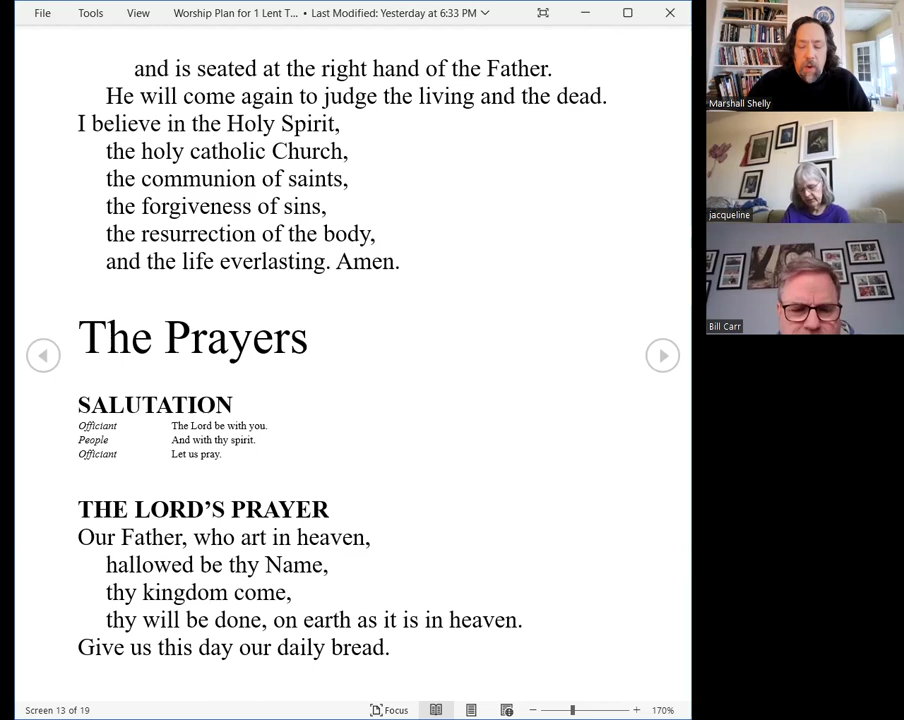 File Tools View Worship Plan for 1 Lent T... • Last Modified: Yesterday at 6:33 PM
and is seated at the right hand of the Father.
He will come again to judge the living and the dead.
I believe in the Holy Spirit,
the holy catholic Church,
the communion of saints,
the forgiveness of sins,
the resurrection of the body,
and the life everlasting. Amen.
The Prayers
SALUTATION
Officiant The Lord be with you.
People And with thy spirit.
Officiant Let us pray.
THE LORD’S PRAYER
Our Father, who art in heaven,
hallowed be thy Name,
thy kingdom come,
thy will be done, on earth as it is in heaven.
Give us this day our daily bread.
Screen 13 of 19 Focus 170%
Marshall Shelly
jacqueline
Bill Carr